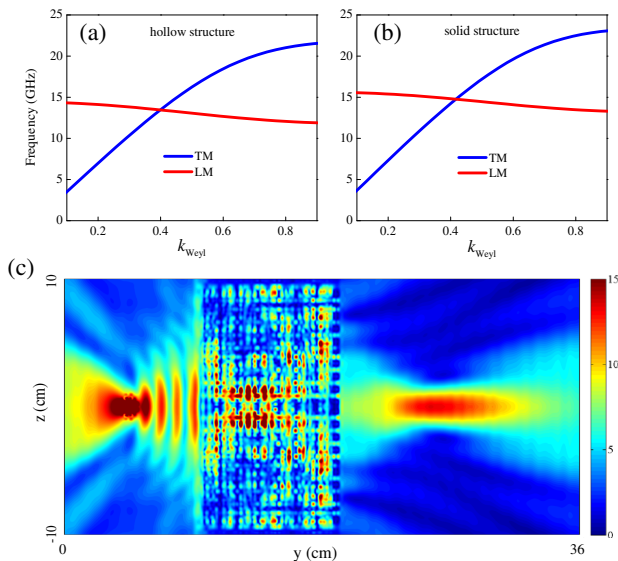 (a) hollow structure
Frequency (GHz)
25
20
15
10
5
0
TM
LM
0.2 0.4 0.6 0.8
k_Weyl
(b) solid structure
25
20
15
10
5
0
TM
LM
0.2 0.4 0.6 0.8
k_Weyl
(c)
10
z (cm)
-10
0 36
y (cm)
15
10
5
0